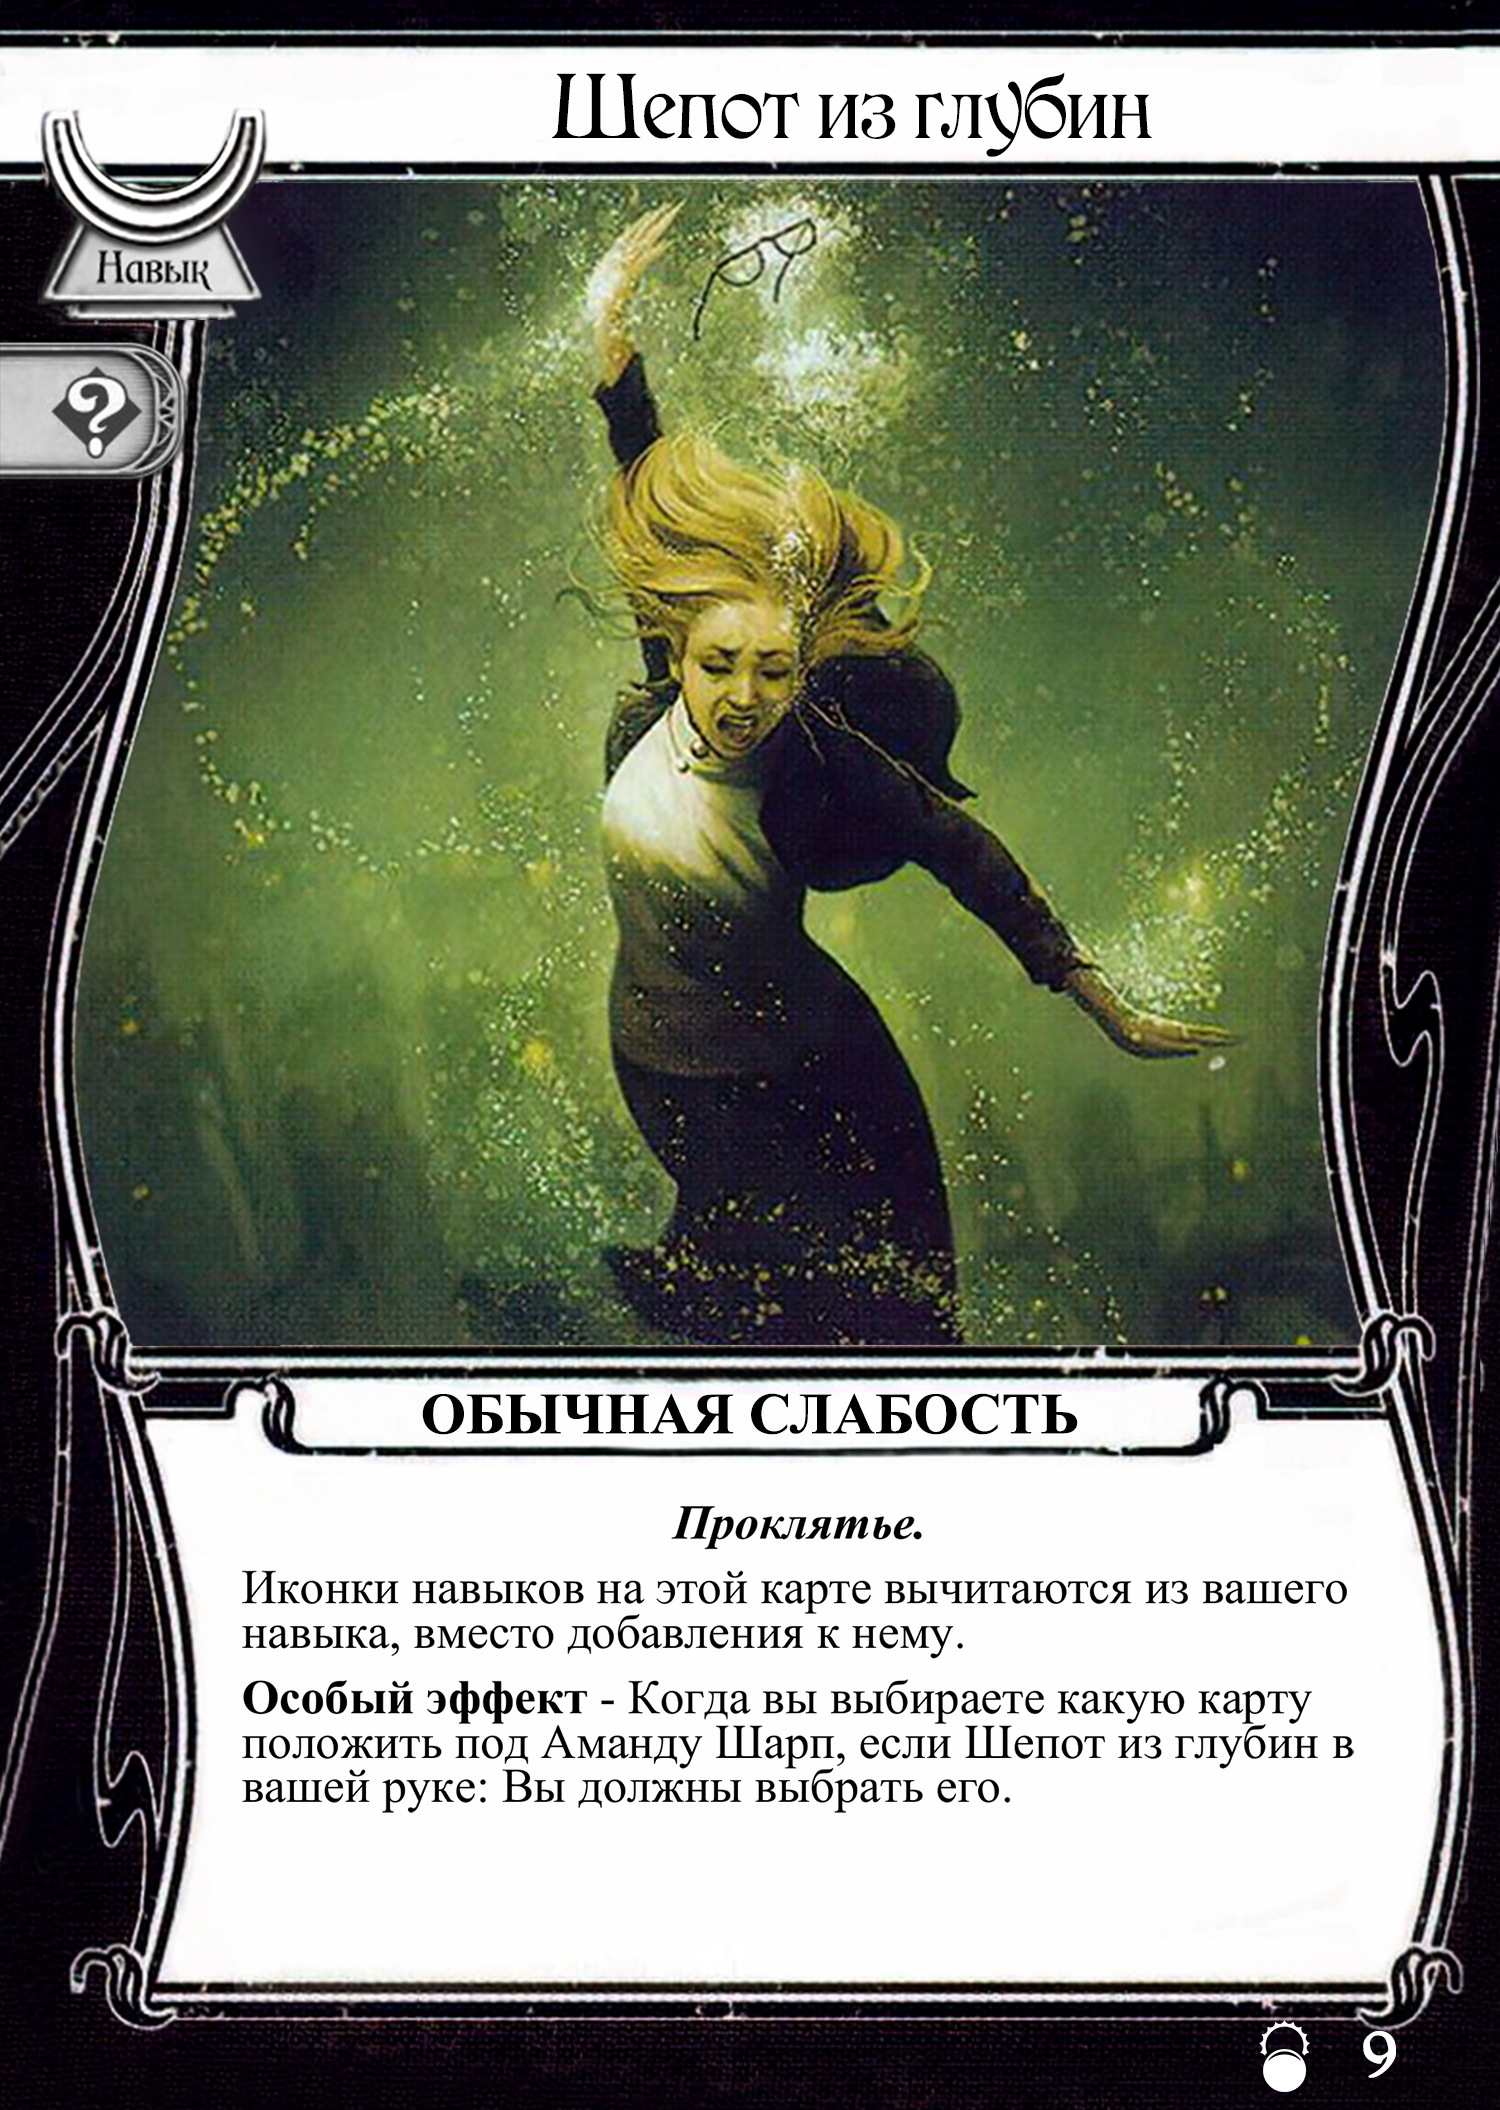 Шепот из глубин
Навык
?
ОБЫЧНАЯ СЛАБОСТЬ
Проклятье.
Иконки навыков на этой карте вычитаются из вашего
навыка, вместо добавления к нему.
Особый эффект - Когда вы выбираете какую карту
положить под Аманду Шарп, если Шепот из глубин в
вашей руке: Вы должны выбрать его.
9